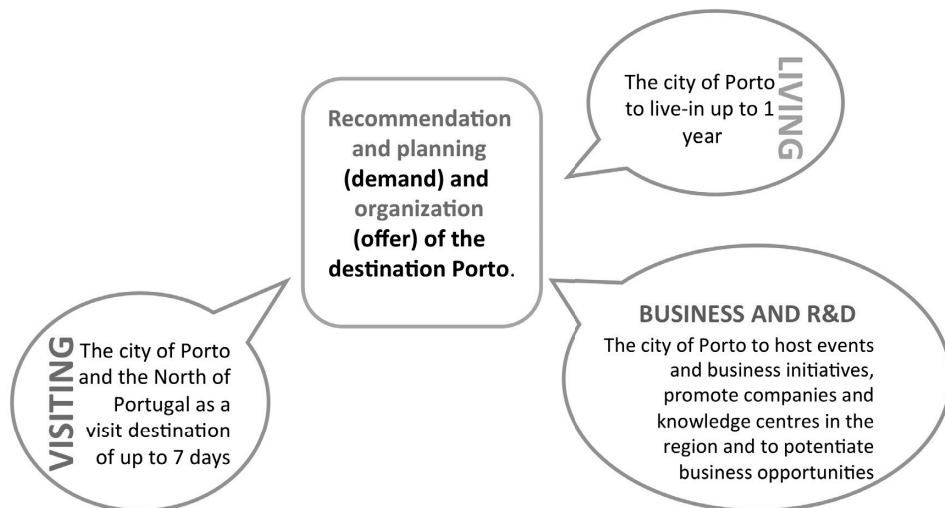 Recommendation
and planning
(demand) and
organization
(offer) of the
destination Porto.
LIVING
The city of Porto
to live-in up to 1
year
VISITING
The city of Porto
and the North of
Portugal as a
visit destination
of up to 7 days
BUSINESS AND R&D
The city of Porto to host events
and business initiatives,
promote companies and
knowledge centres in the
region and to potentiate
business opportunities